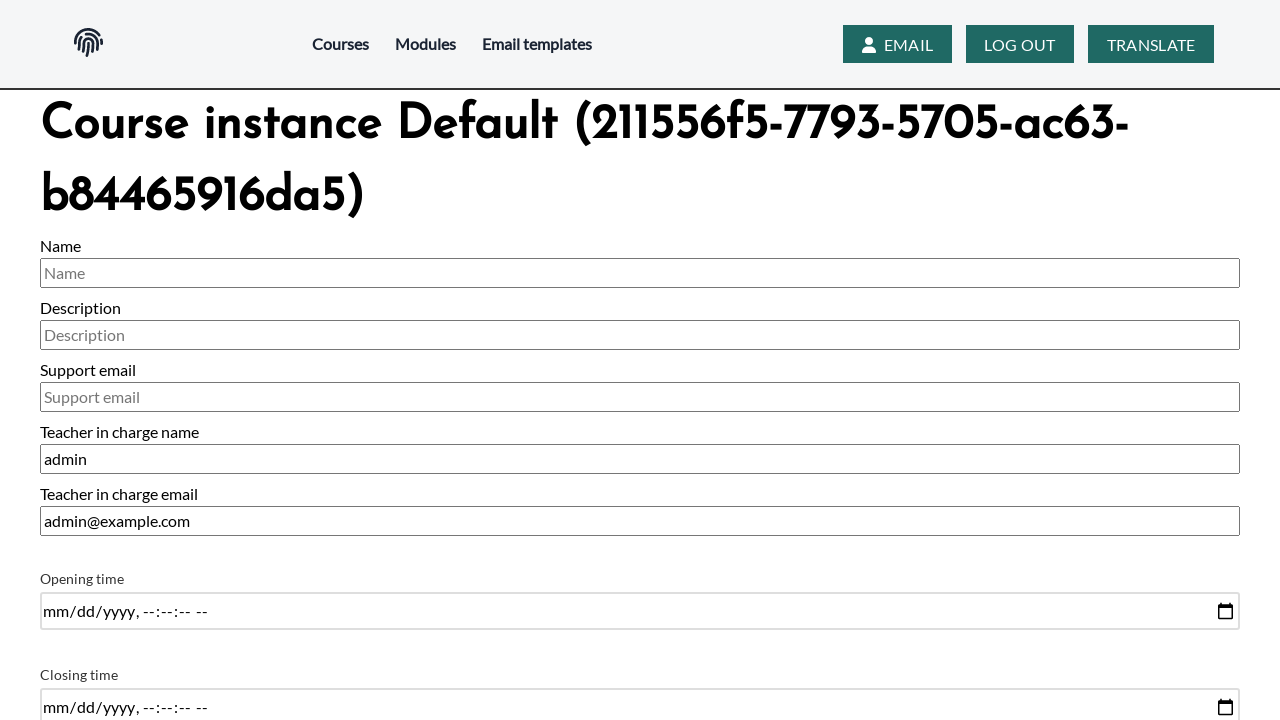 Courses Modules Email templates EMAIL LOG OUT TRANSLATE
Course instance Default (211556f5-7793-5705-ac63-
b84465916da5)
Name
Name
Description
Description
Support email
Support email
Teacher in charge name
admin
Teacher in charge email
admin@example.com
Opening time
mm/dd/yyyy, --:--:-- --
Closing time
mm/dd/yyyy, --:--:-- --